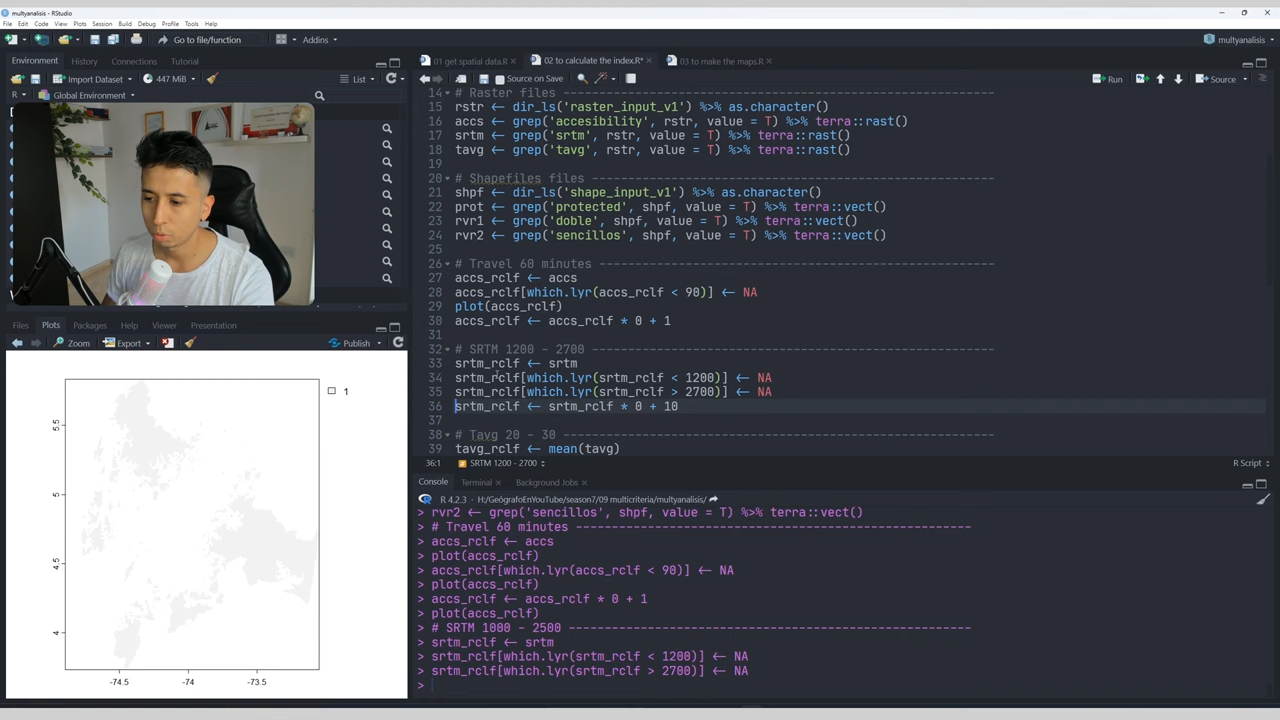 multyanalisis - RStudio
File Edit Code View Plots Session Build Debug Profile Tools Help
Go to file/function Addins multyanalisis
Environment History Connections Tutorial
Import Dataset 447 MiB List
R Global Environment
Files Plots Packages Help Viewer Presentation
Zoom Export Publish
1
5.5
5
4.5
4
-74.5 -74 -73.5
01 get spatial data.R 02 to calculate the index.R* 03 to make the maps.R
Source on Save Run Source
14 # Raster files
15 rstr <- dir_ls('raster_input_v1') %>% as.character()
16 accs <- grep('accesibility', rstr, value = T) %>% terra::rast()
17 srtm <- grep('srtm', rstr, value = T) %>% terra::rast()
18 tavg <- grep('tavg', rstr, value = T) %>% terra::rast()
19
20 # Shapefiles files
21 shpf <- dir_ls('shape_input_v1') %>% as.character()
22 prot <- grep('protected', shpf, value = T) %>% terra::vect()
23 rvr1 <- grep('doble', shpf, value = T) %>% terra::vect()
24 rvr2 <- grep('sencillos', shpf, value = T) %>% terra::vect()
25
26 # Travel 60 minutes
27 accs_rclf <- accs
28 accs_rclf[which.lyr(accs_rclf < 90)] <- NA
29 plot(accs_rclf)
30 accs_rclf <- accs_rclf * 0 + 1
31
32 # SRTM 1200 - 2700
33 srtm_rclf <- srtm
34 srtm_rclf[which.lyr(srtm_rclf < 1200)] <- NA
35 srtm_rclf[which.lyr(srtm_rclf > 2700)] <- NA
36 srtm_rclf <- srtm_rclf * 0 + 10
37
38 # Tavg 20 - 30
39 tavg_rclf <- mean(tavg)
36:1 # SRTM 1200 - 2700 R Script
Console Terminal Background Jobs
R 4.2.3 · H:/GeógrafoEnYouTube/season7/09 multicriteria/multyanalisis/
> rvr2 <- grep('sencillos', shpf, value = T) %>% terra::vect()
> # Travel 60 minutes --------------------------------------------------------
> accs_rclf <- accs
> plot(accs_rclf)
> accs_rclf[which.lyr(accs_rclf < 90)] <- NA
> plot(accs_rclf)
> accs_rclf <- accs_rclf * 0 + 1
> plot(accs_rclf)
> # SRTM 1000 - 2500 --------------------------------------------------------
> srtm_rclf <- srtm
> srtm_rclf[which.lyr(srtm_rclf < 1200)] <- NA
> srtm_rclf[which.lyr(srtm_rclf > 2700)] <- NA
>